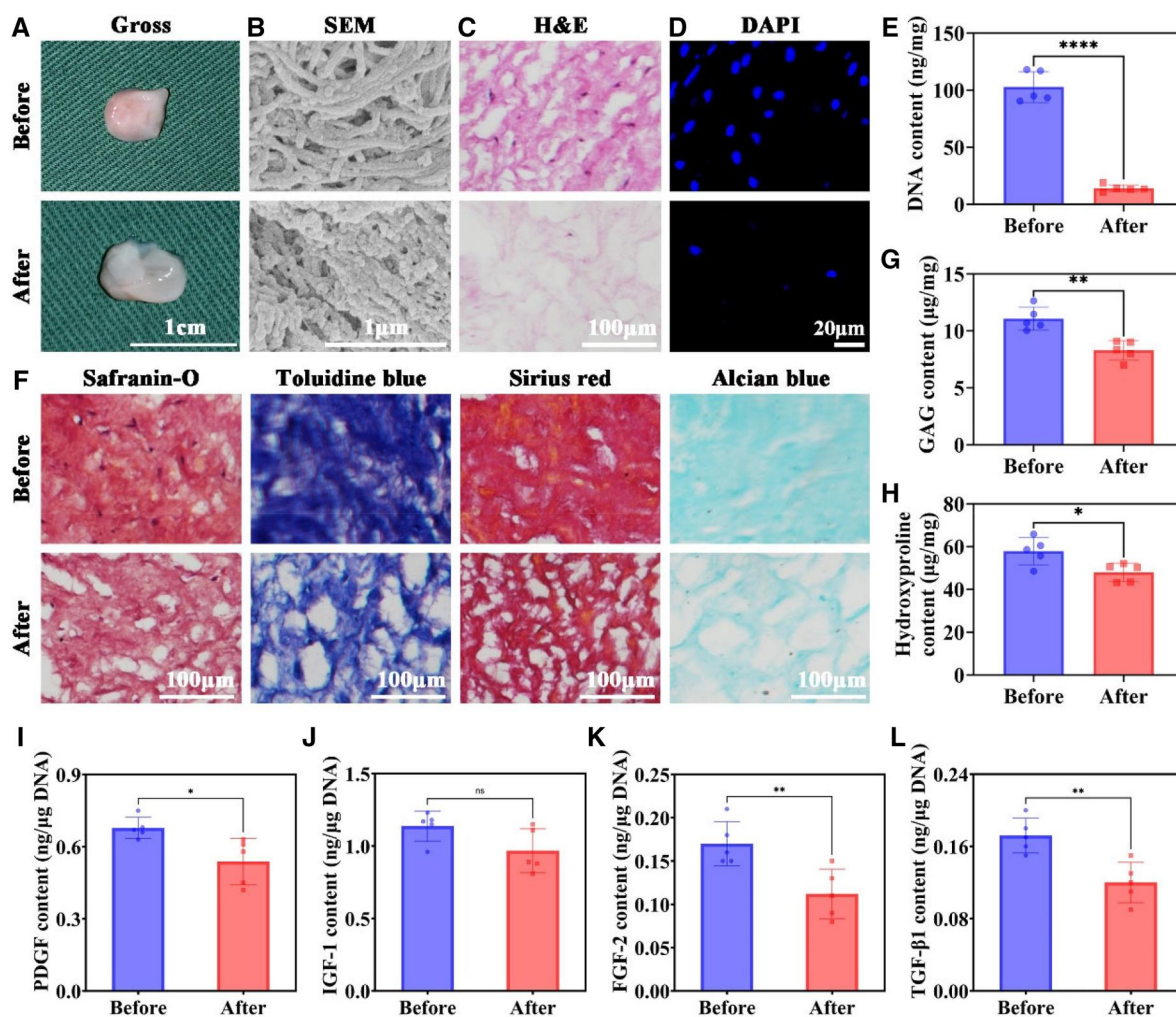 A Gross B SEM C H&E D DAPI
Before
After
1cm 1µm 100µm 20µm
E
DNA content (ng/mg)
150
100
50
0
****
Before After
F Safranin-O Toluidine blue Sirius red Alcian blue
Before
After
100µm 100µm 100µm 100µm
G
GAG content (µg/mg)
15
10
5
0
**
Before After
H
Hydroxyproline
content (µg/mg)
80
60
40
20
0
*
Before After
I
PDGF content (ng/µg DNA)
0.9
0.6
0.3
0.0
*
Before After
J
IGF-1 content (ng/µg DNA)
1.5
1.0
0.5
0.0
ns
Before After
K
FGF-2 content (ng/µg DNA)
0.25
0.20
0.15
0.10
0.05
0.00
**
Before After
L
TGF-β1 content (ng/µg DNA)
0.24
0.16
0.08
0.00
**
Before After